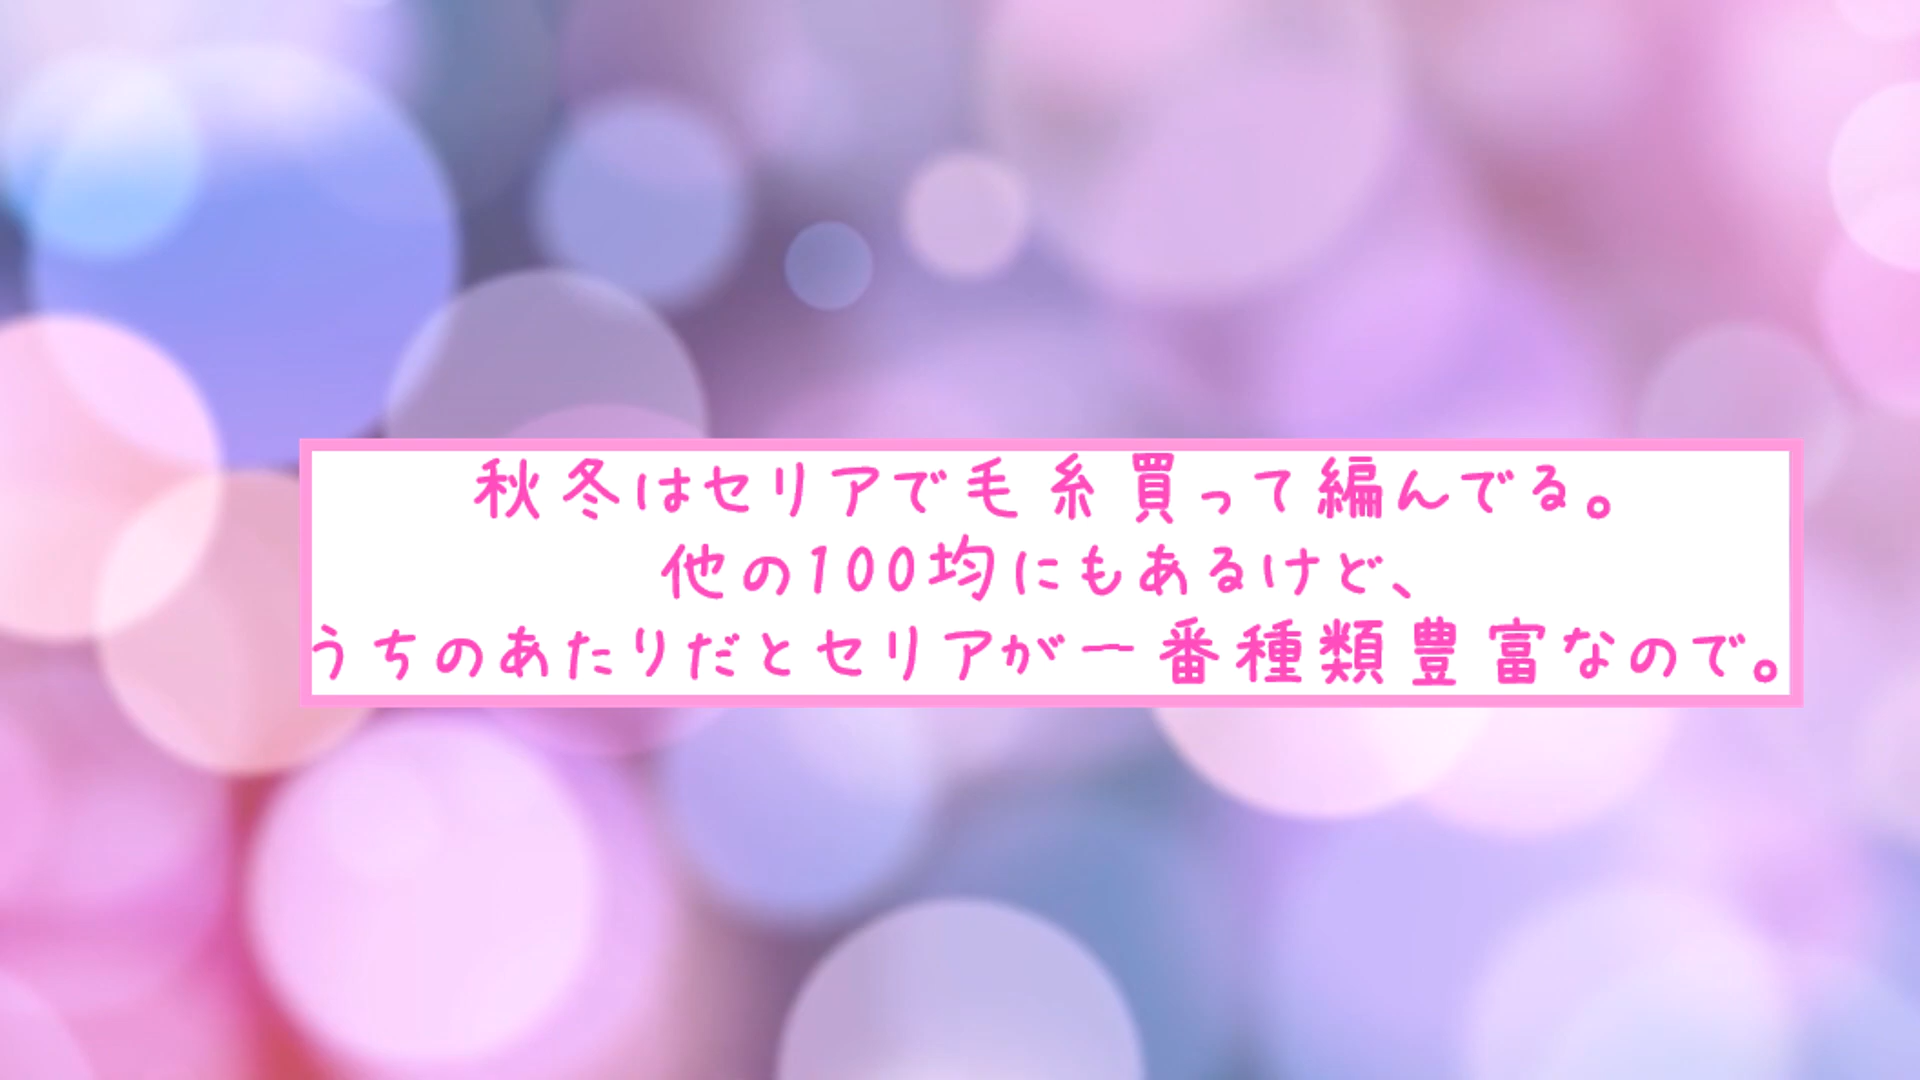 秋冬はセリアで毛糸買って編んでる。
他の100均にもあるけど、
うちのあたりだとセリアが一番種類豊富なので。